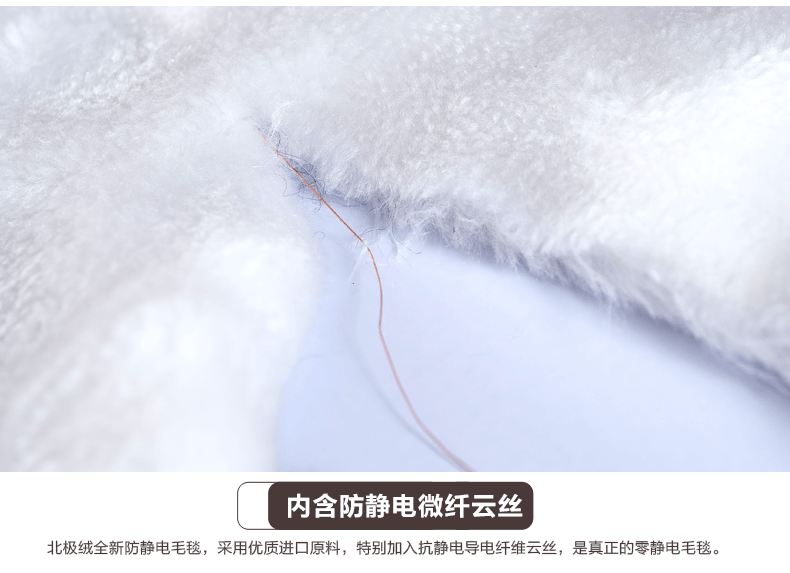 内含防静电微纤云丝
北极绒全新防静电毛毯，采用优质进口原料，特别加入抗静电导电纤维云丝，是真正的零静电毛毯。